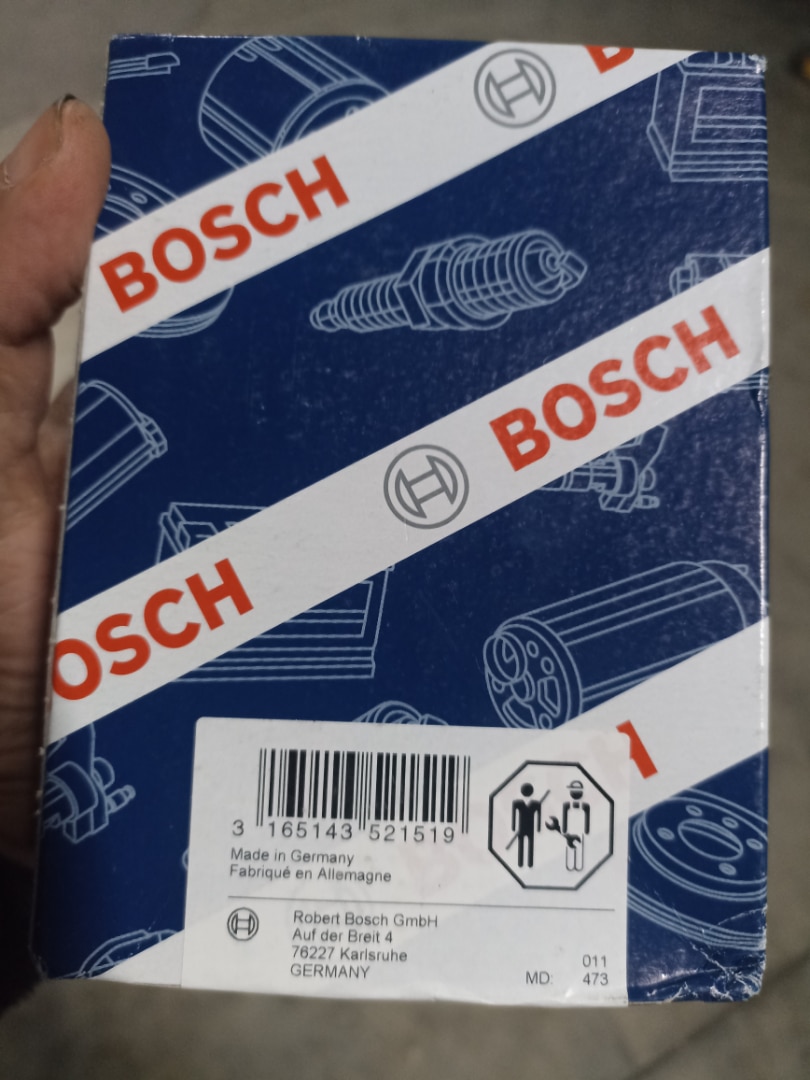 B
BOSCH
BOSCH
OSCH
H
3 165143 521519
Made in Germany
Fabriqué en Allemagne
Robert Bosch GmbH
Auf der Breit 4
76227 Karlsruhe
GERMANY
011
MD: 473